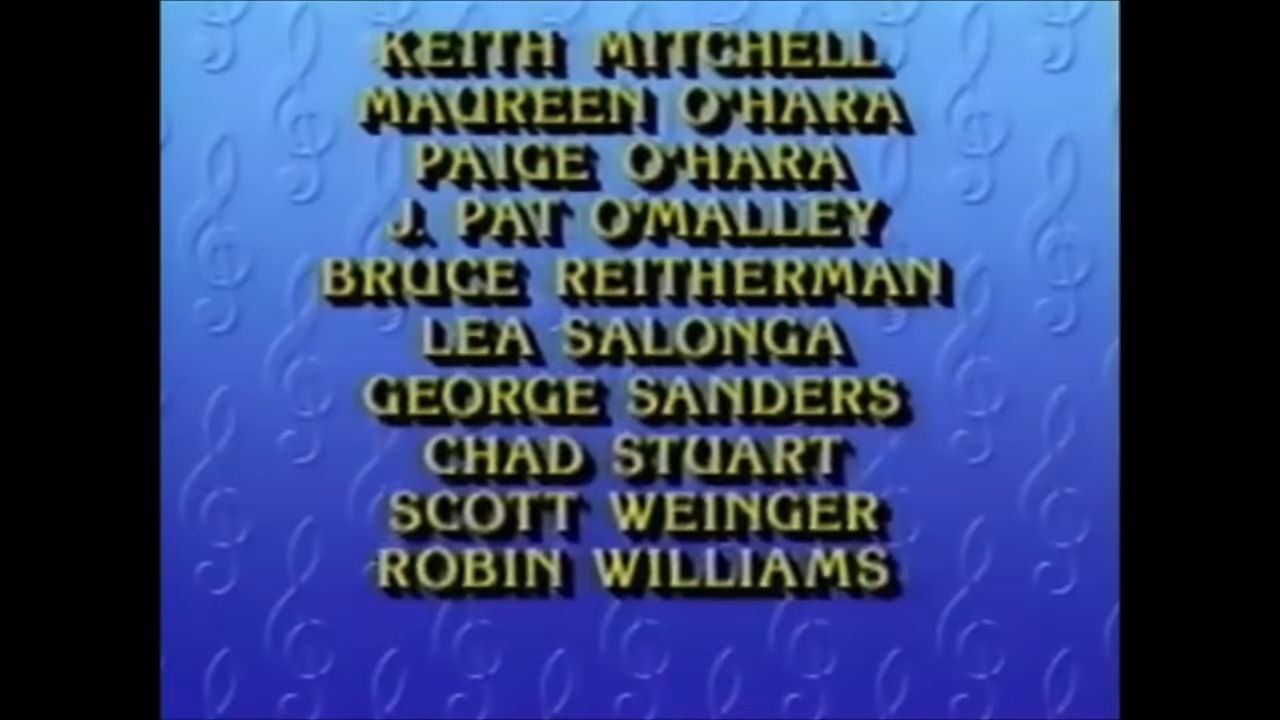 KEITH MITCHELL
MAUREEN O'HARA
PAIGE O'HARA
J. PAT O'MALLEY
BRUCE REITHERMAN
LEA SALONGA
GEORGE SANDERS
CHAD STUART
SCOTT WEINGER
ROBIN WILLIAMS